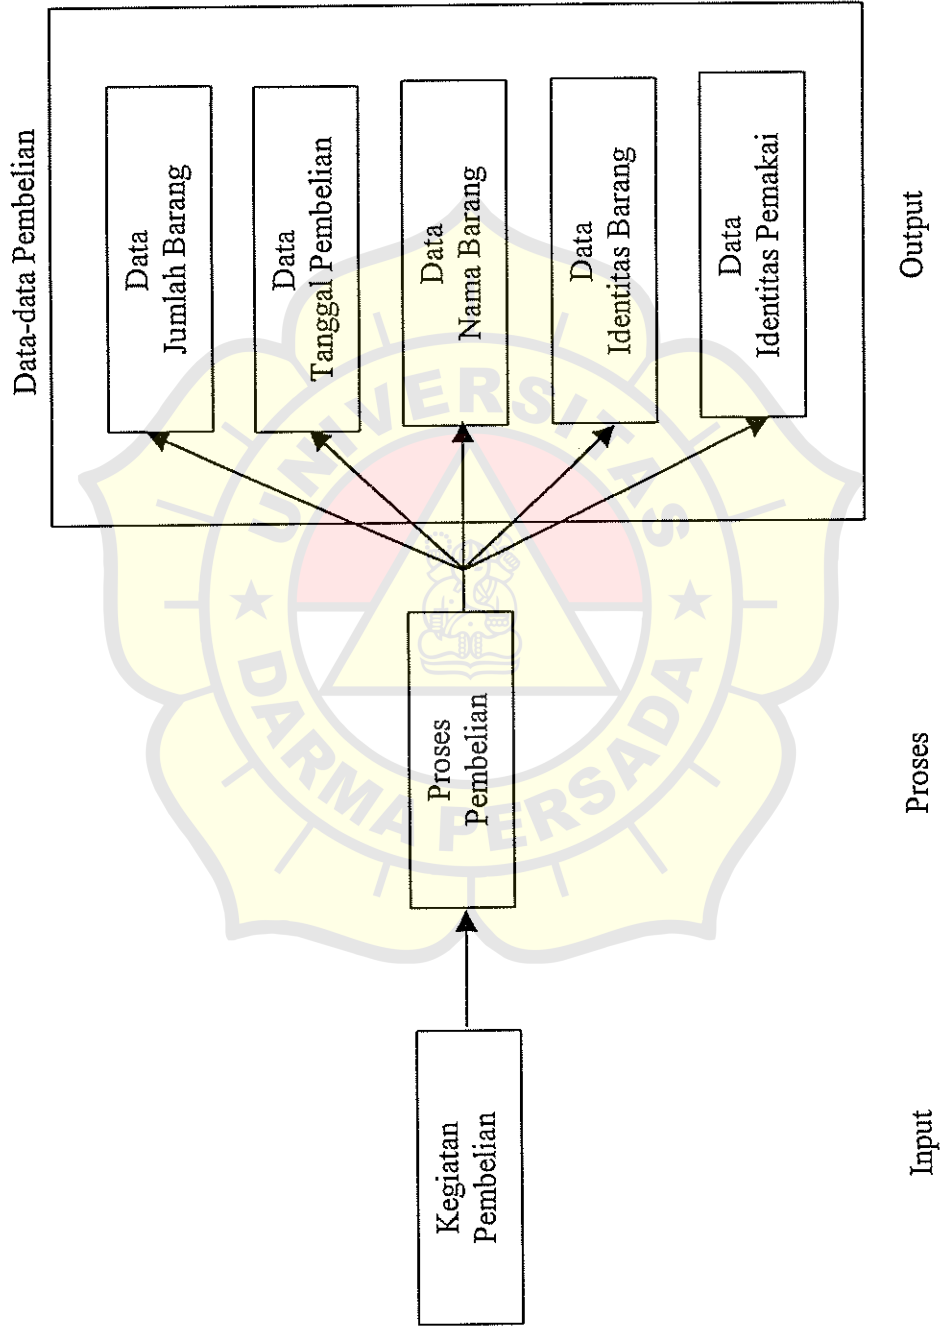 Data-data Pembelian
Kegiatan
Pembelian
Proses
Pembelian
Data
Jumlah Barang
Data
Tanggal Pembelian
Data
Nama Barang
Data
Identitas Barang
Data
Identitas Pemakai
Input
Proses
Output
UNIVERSITAS
DARMA PERSADA